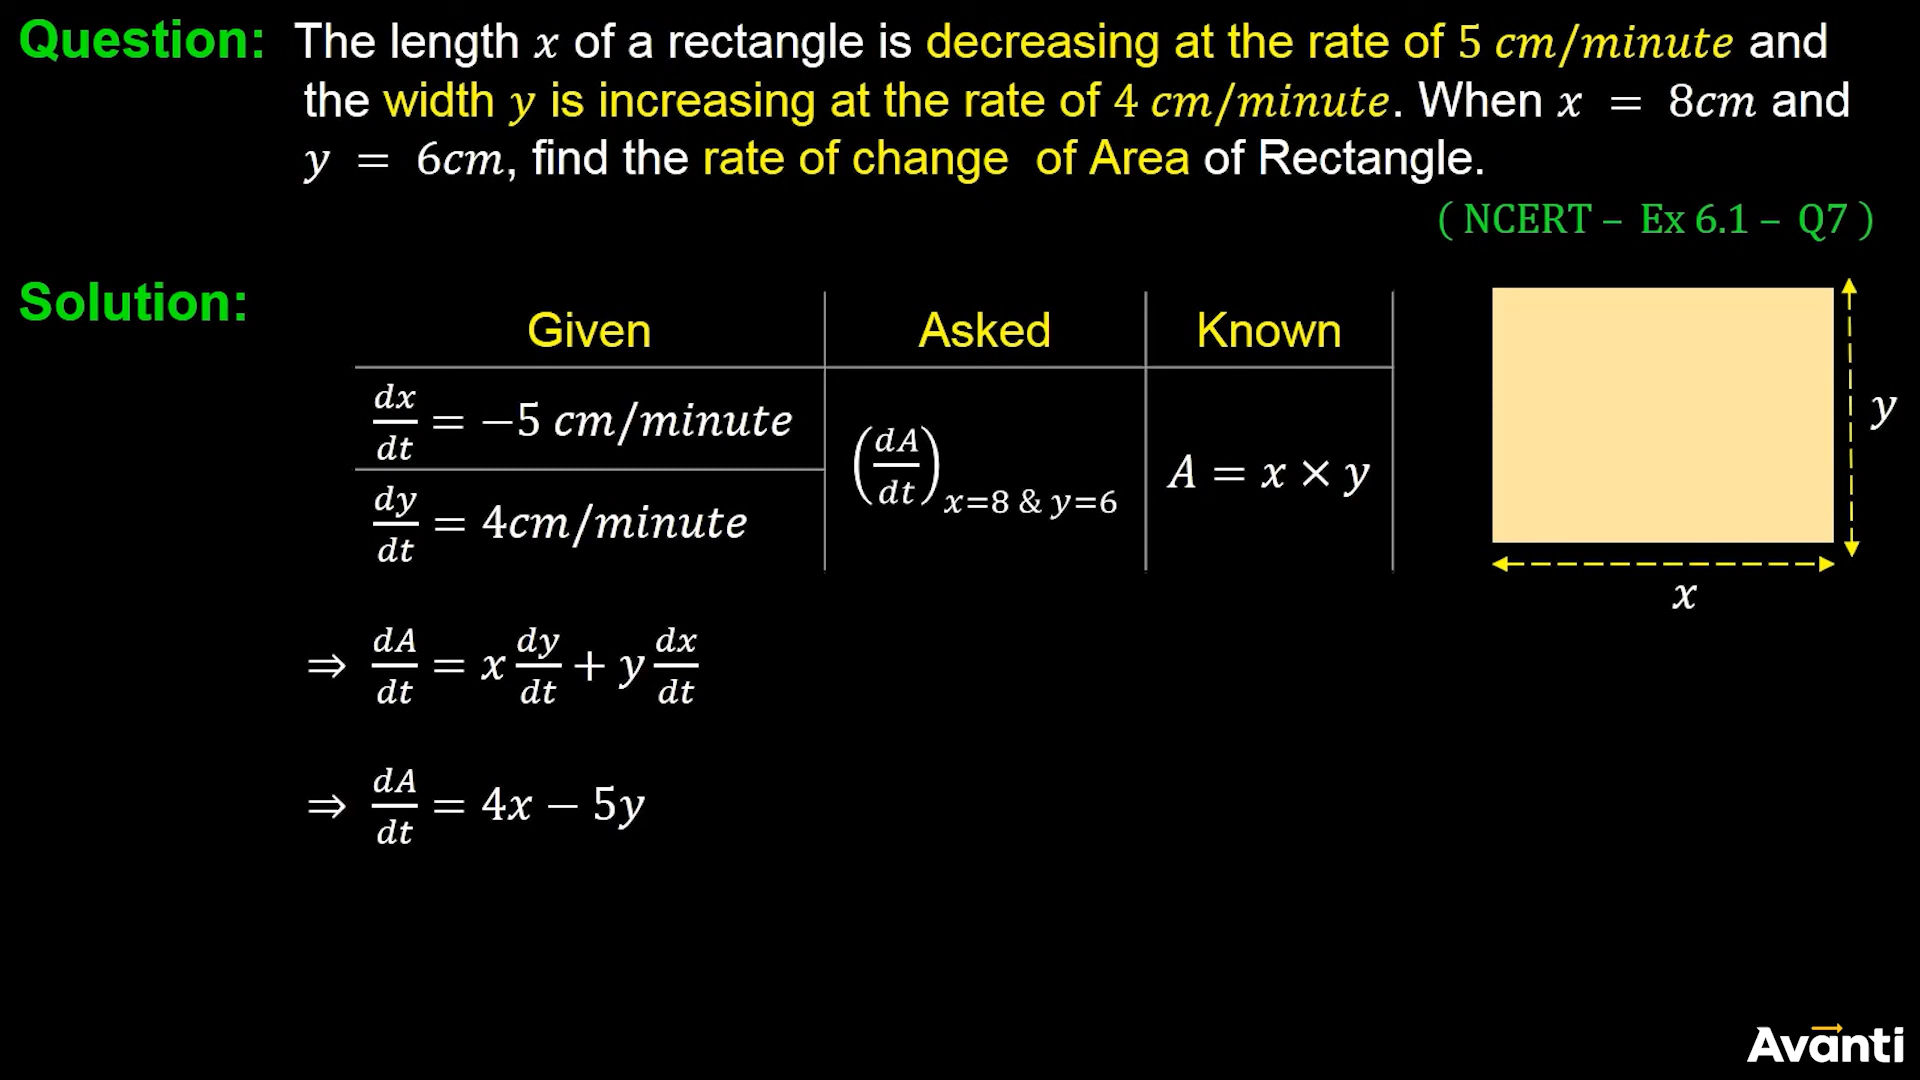 Question: The length x of a rectangle is decreasing at the rate of 5 cm/minute and
the width y is increasing at the rate of 4 cm/minute. When x = 8cm and
y = 6cm, find the rate of change of Area of Rectangle.
( NCERT – Ex 6.1 – Q7 )
Solution:
Given Asked Known
dx/dt = −5 cm/minute
dy/dt = 4cm/minute
(dA/dt)x=8 & y=6
A = x × y
y
x
⇒ dA/dt = x dy/dt + y dx/dt
⇒ dA/dt = 4x − 5y
Avanti